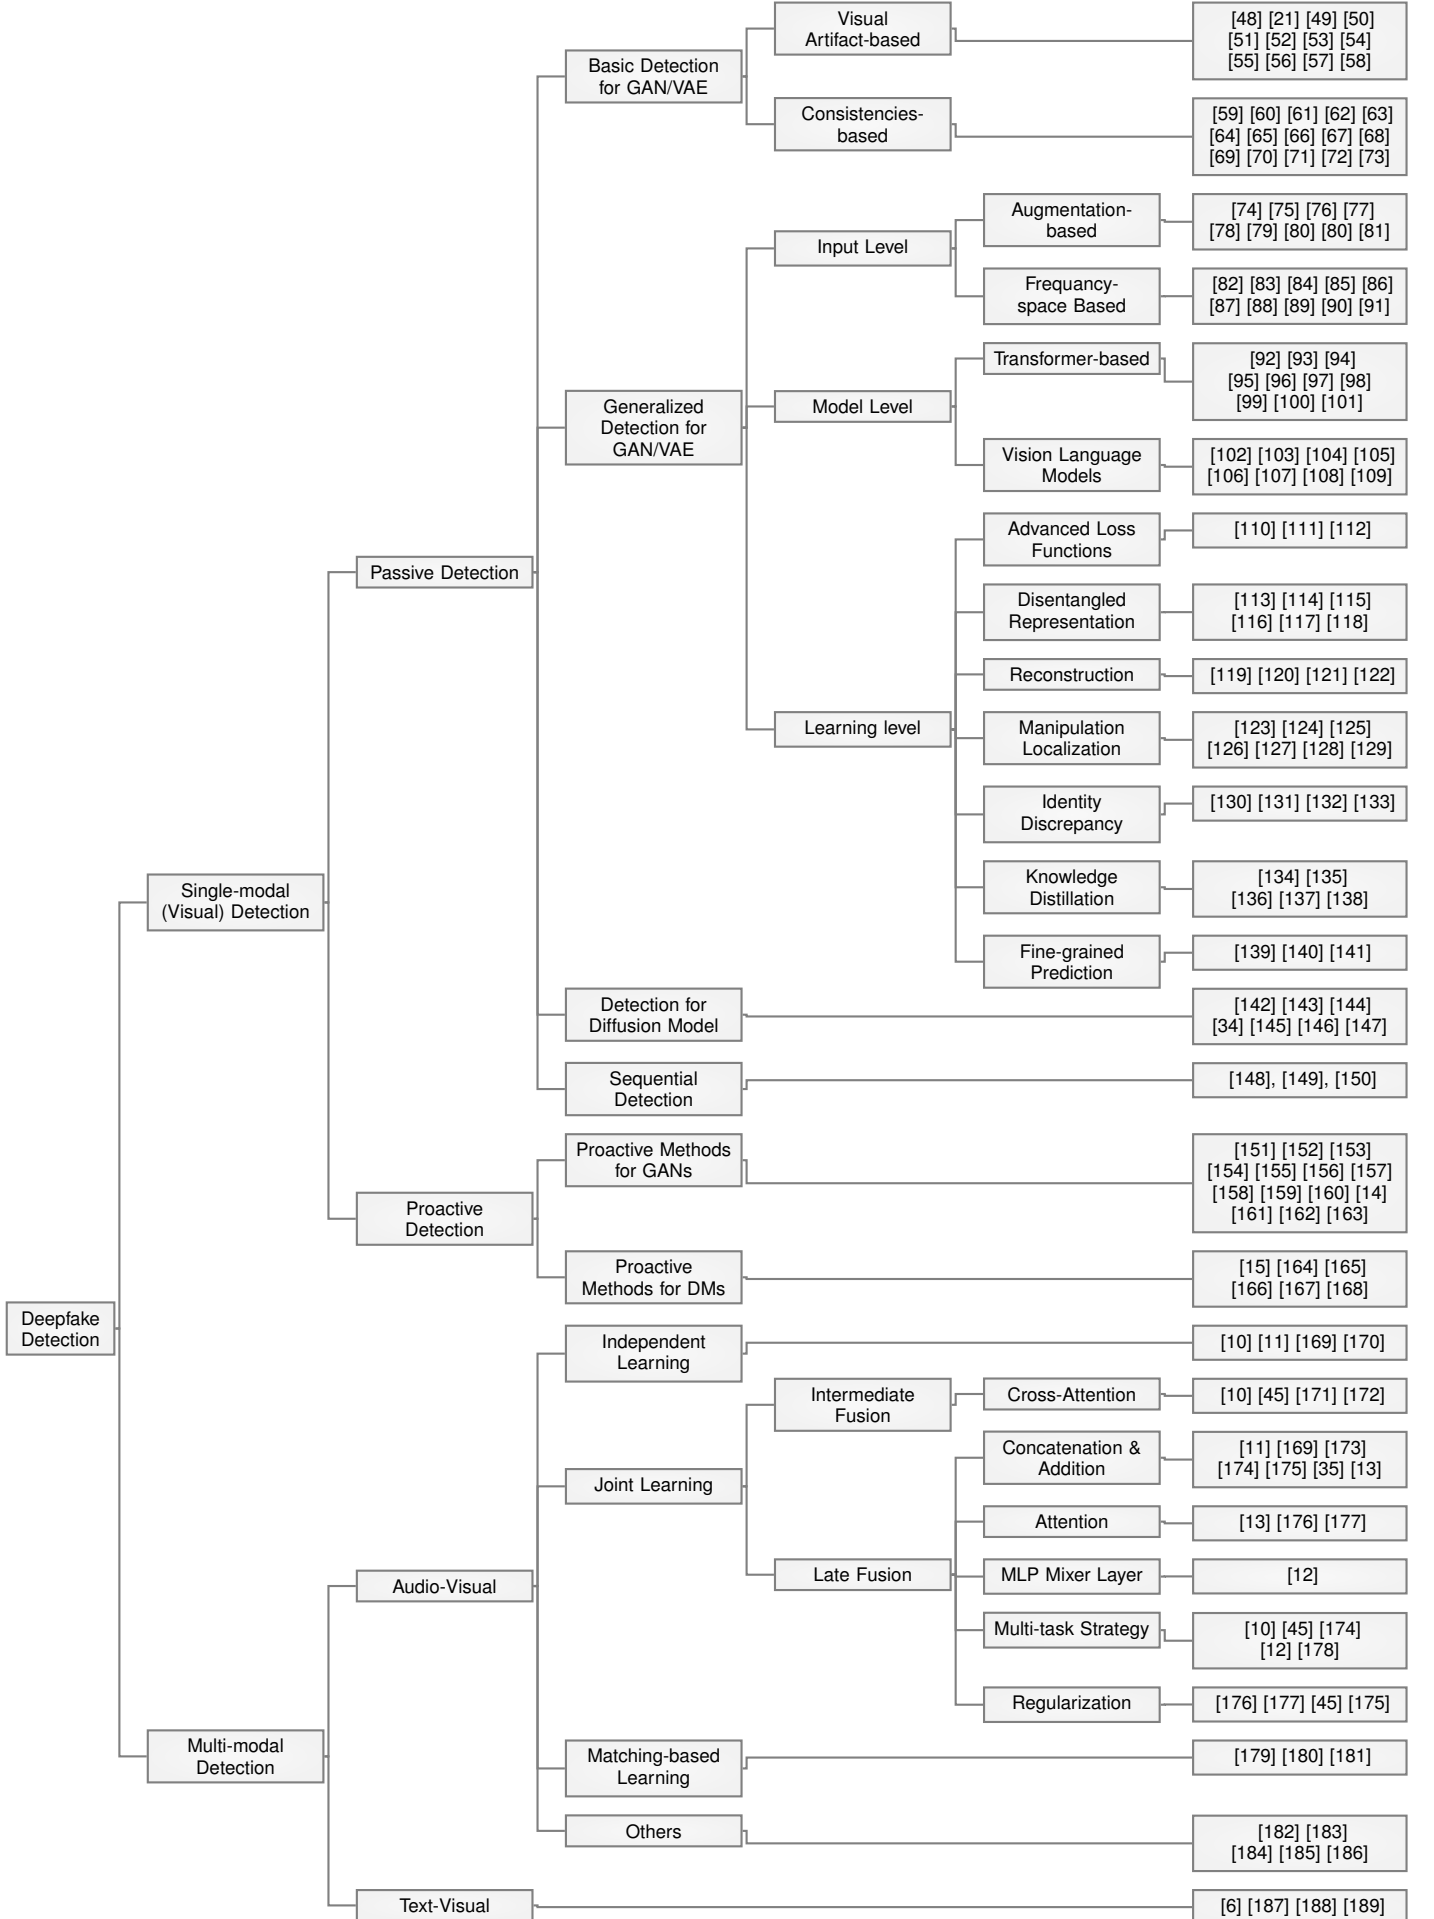 Visual
Artifact-based
[48] [21] [49] [50]
[51] [52] [53] [54]
[55] [56] [57] [58]
Basic Detection
for GAN/VAE
Consistencies-
based
[59] [60] [61] [62] [63]
[64] [65] [66] [67] [68]
[69] [70] [71] [72] [73]
Augmentation-
based
[74] [75] [76] [77]
[78] [79] [80] [80] [81]
Input Level
Frequancy-
space Based
[82] [83] [84] [85] [86]
[87] [88] [89] [90] [91]
Transformer-based
[92] [93] [94]
[95] [96] [97] [98]
[99] [100] [101]
Generalized
Detection for
GAN/VAE
Model Level
Vision Language
Models
[102] [103] [104] [105]
[106] [107] [108] [109]
Advanced Loss
Functions
[110] [111] [112]
Passive Detection
Disentangled
Representation
[113] [114] [115]
[116] [117] [118]
Reconstruction
[119] [120] [121] [122]
Learning level
Manipulation
Localization
[123] [124] [125]
[126] [127] [128] [129]
Identity
Discrepancy
[130] [131] [132] [133]
Single-modal
(Visual) Detection
Knowledge
Distillation
[134] [135]
[136] [137] [138]
Fine-grained
Prediction
[139] [140] [141]
Detection for
Diffusion Model
[142] [143] [144]
[34] [145] [146] [147]
Sequential
Detection
[148], [149], [150]
Proactive Methods
for GANs
[151] [152] [153]
[154] [155] [156] [157]
[158] [159] [160] [14]
[161] [162] [163]
Proactive
Detection
Proactive
Methods for DMs
[15] [164] [165]
[166] [167] [168]
Deepfake
Detection
Independent
Learning
[10] [11] [169] [170]
Intermediate
Fusion
Cross-Attention
[10] [45] [171] [172]
Concatenation &
Addition
[11] [169] [173]
[174] [175] [35] [13]
Joint Learning
Attention
[13] [176] [177]
Late Fusion
MLP Mixer Layer
[12]
Audio-Visual
Multi-task Strategy
[10] [45] [174]
[12] [178]
Regularization
[176] [177] [45] [175]
Multi-modal
Detection
Matching-based
Learning
[179] [180] [181]
Others
[182] [183]
[184] [185] [186]
Text-Visual
[6] [187] [188] [189]